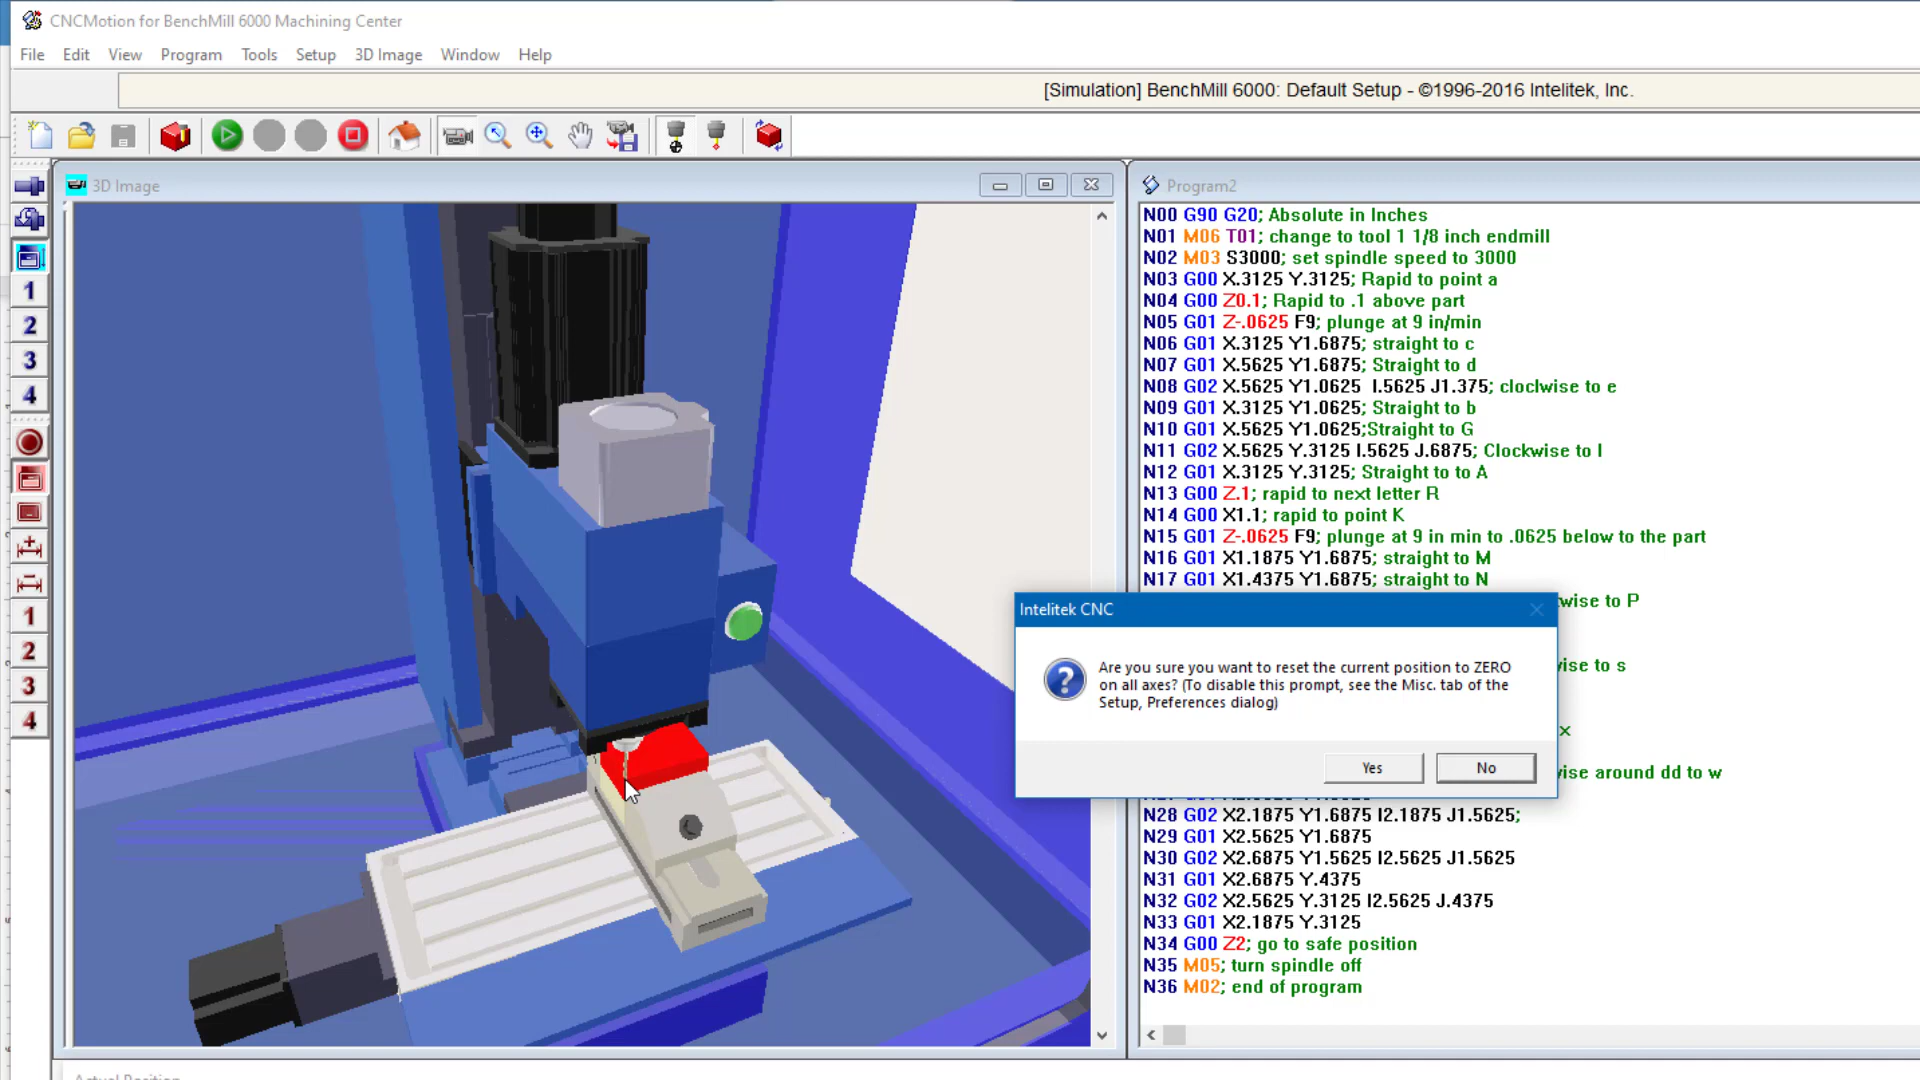 CNCMotion for BenchMill 6000 Machining Center
File Edit View Program Tools Setup 3D Image Window Help
[Simulation] BenchMill 6000: Default Setup - ©1996-2016 Intelitek, Inc.
3D Image
1
2
3
4
1
2
3
4
Program2
N00 G90 G20; Absolute in Inches
N01 M06 T01; change to tool 1 1/8 inch endmill
N02 M03 S3000; set spindle speed to 3000
N03 G00 X.3125 Y.3125; Rapid to point a
N04 G00 Z0.1; Rapid to .1 above part
N05 G01 Z-.0625 F9; plunge at 9 in/min
N06 G01 X.3125 Y1.6875; straight to c
N07 G01 X.5625 Y1.6875; Straight to d
N08 G02 X.5625 Y1.0625 I.5625 J1.375; cloclwise to e
N09 G01 X.3125 Y1.0625; Straight to b
N10 G01 X.5625 Y1.0625;Straight to G
N11 G02 X.5625 Y.3125 I.5625 J.6875; Clockwise to I
N12 G01 X.3125 Y.3125; Straight to to A
N13 G00 Z.1; rapid to next letter R
N14 G00 X1.1; rapid to point K
N15 G01 Z-.0625 F9; plunge at 9 in min to .0625 below to the part
N16 G01 X1.1875 Y1.6875; straight to M
N17 G01 X1.4375 Y1.6875; straight to N
kwise to P
wise to s
x
wise around dd to w
N28 G02 X2.1875 Y1.6875 I2.1875 J1.5625;
N29 G01 X2.5625 Y1.6875
N30 G02 X2.6875 Y1.5625 I2.5625 J1.5625
N31 G01 X2.6875 Y.4375
N32 G02 X2.5625 Y.3125 I2.5625 J.4375
N33 G01 X2.1875 Y.3125
N34 G00 Z2; go to safe position
N35 M05; turn spindle off
N36 M02; end of program
Intelitek CNC
Are you sure you want to reset the current position to ZERO
on all axes? (To disable this prompt, see the Misc. tab of the
Setup, Preferences dialog)
Yes No
Actual Position